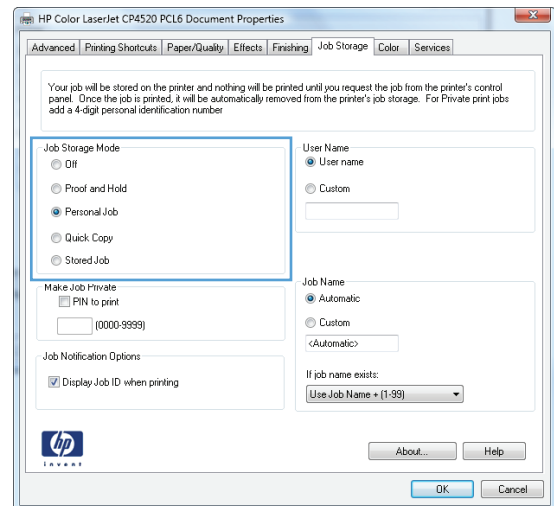 HP Color LaserJet CP4520 PCL6 Document Properties
Advanced Printing Shortcuts Paper/Quality Effects Finishing Job Storage Color Services
Your job will be stored on the printer and nothing will be printed until you request the job from the printer's control
panel. Once the job is printed, it will be automatically removed from the printer's job storage. For Private print jobs
add a 4-digit personal identification number
Job Storage Mode
Off
Proof and Hold
Personal Job
Quick Copy
Stored Job
User Name
User name
Custom
Make Job Private
PIN to print
(0000-9999)
Job Notification Options
Display Job ID when printing
Job Name
Automatic
Custom
<Automatic>
If job name exists:
Use Job Name + (1-99)
hp
invent
About...
Help
OK
Cancel